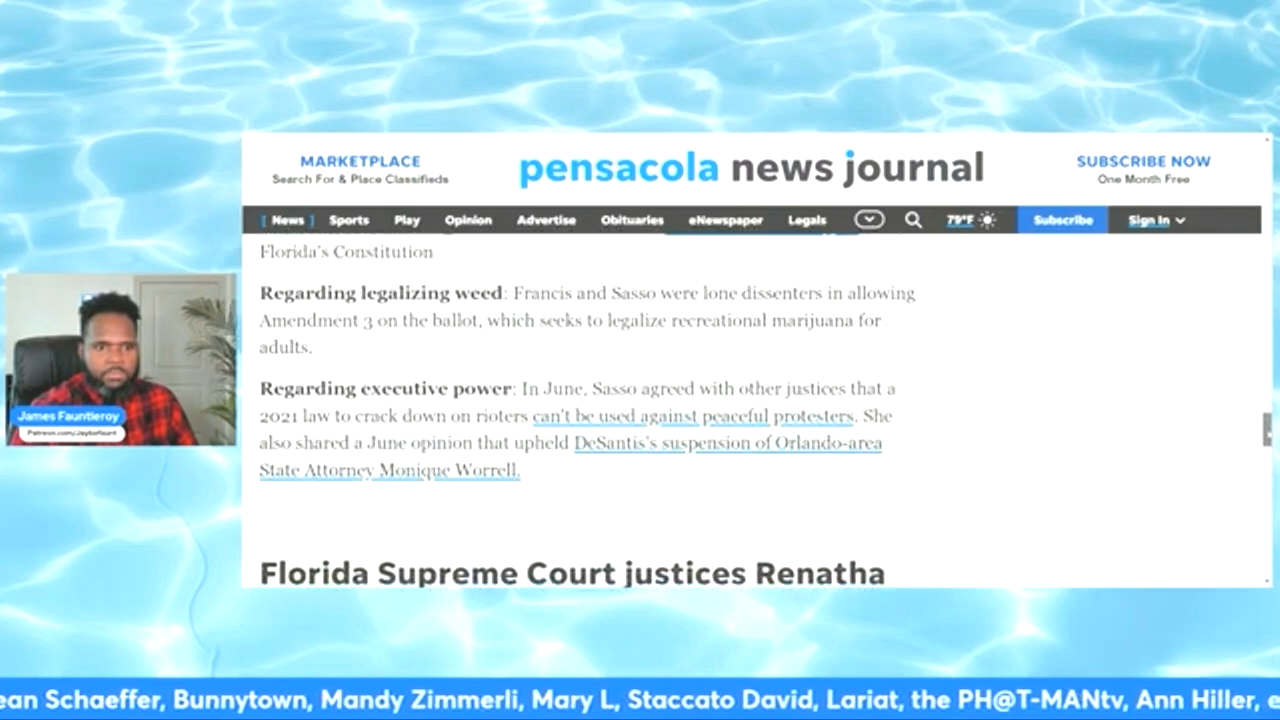 MARKETPLACE
Search For & Place Classifieds
pensacola news journal
SUBSCRIBE NOW
One Month Free
[ News ] Sports Play Opinion Advertise Obituaries eNewspaper Legals 79°F Subscribe Sign In
Florida's Constitution
Regarding legalizing weed: Francis and Sasso were lone dissenters in allowing
Amendment 3 on the ballot, which seeks to legalize recreational marijuana for
adults.
Regarding executive power: In June, Sasso agreed with other justices that a
2021 law to crack down on rioters can't be used against peaceful protesters. She
also shared a June opinion that upheld DeSantis's suspension of Orlando-area
State Attorney Monique Worrell.
Florida Supreme Court justices Renatha
James Fauntleroy
Patreon.com/Jaybefaunt
ean Schaeffer, Bunnytown, Mandy Zimmerli, Mary L, Staccato David, Lariat, the PH@T-MANtv, Ann Hiller, e